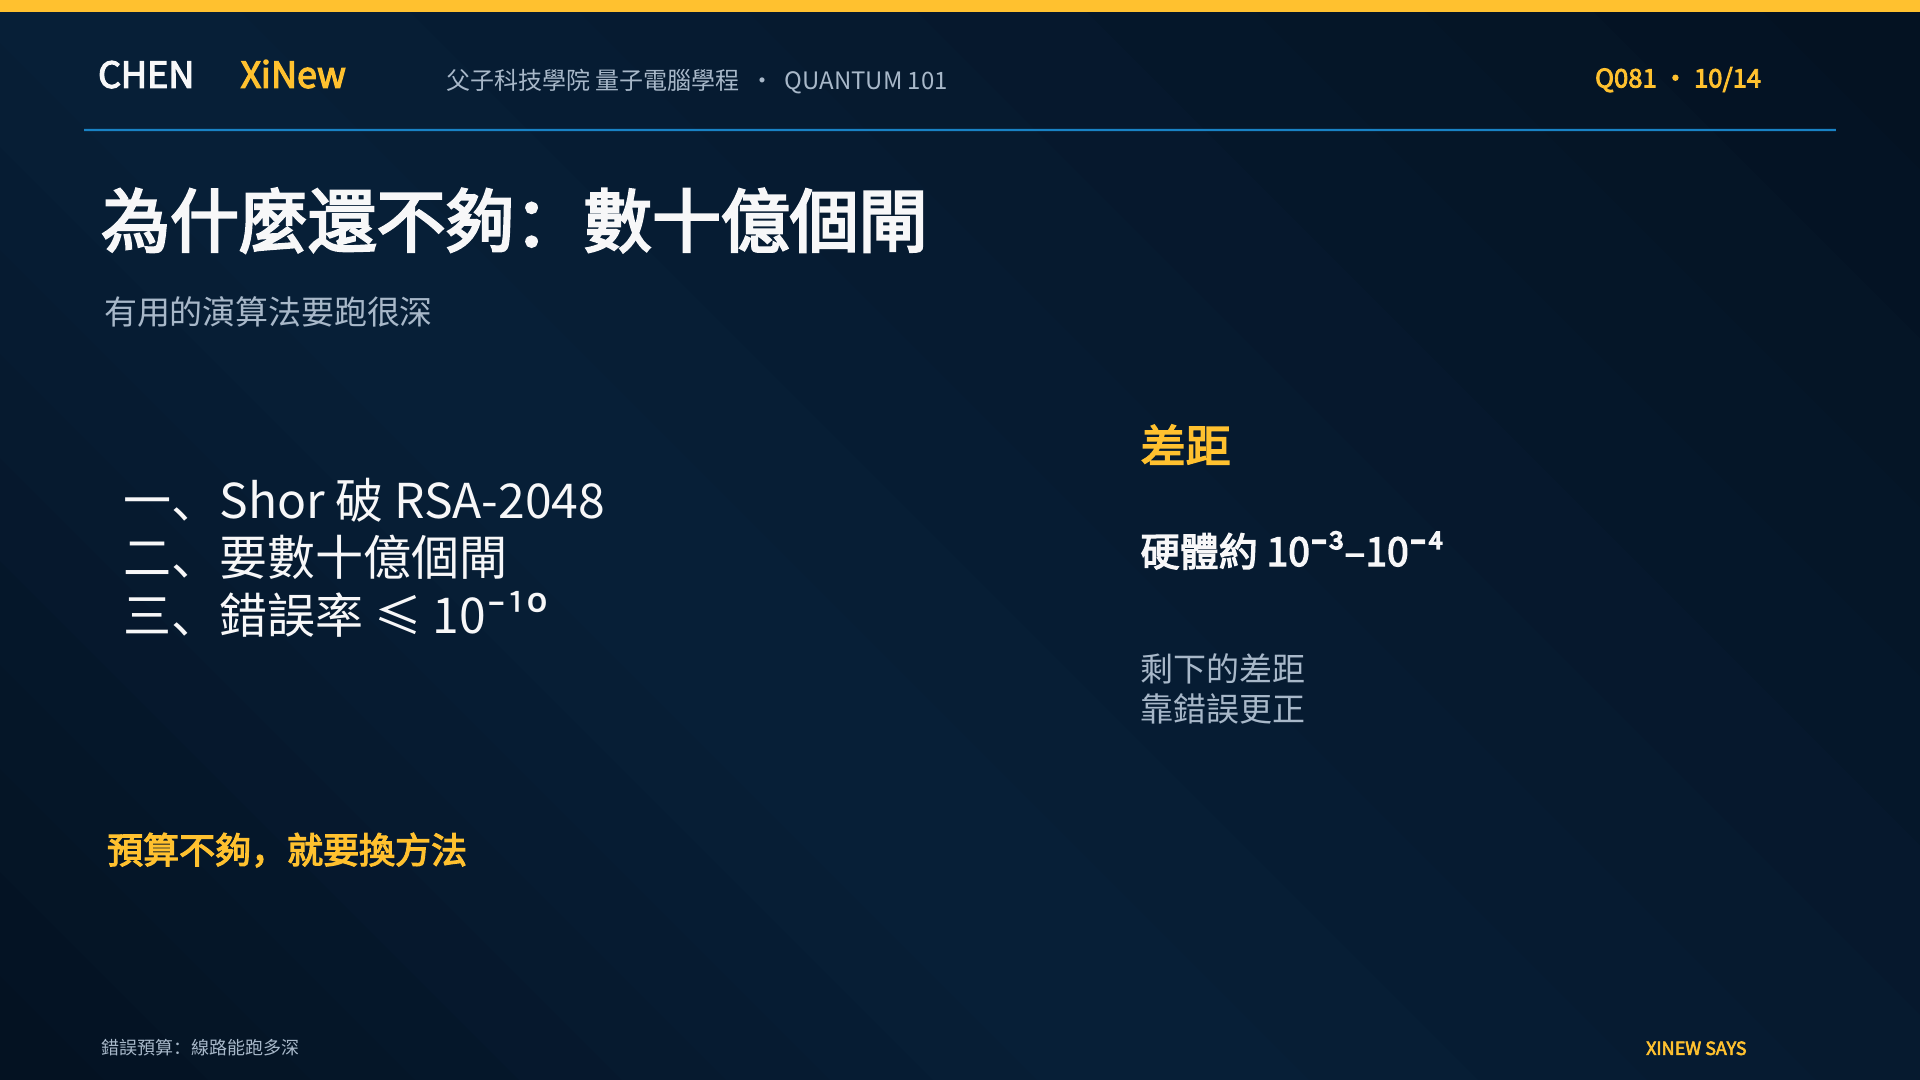 CHEN XiNew 父子科技學院 量子電腦學程 · QUANTUM 101 Q081 · 10/14
為什麼還不夠：數十億個閘
有用的演算法要跑很深
一、Shor 破 RSA-2048
二、要數十億個閘
三、錯誤率 ≤ 10⁻¹⁰
差距
硬體約 10⁻³–10⁻⁴
剩下的差距
靠錯誤更正
預算不夠，就要換方法
錯誤預算：線路能跑多深
XINEW SAYS